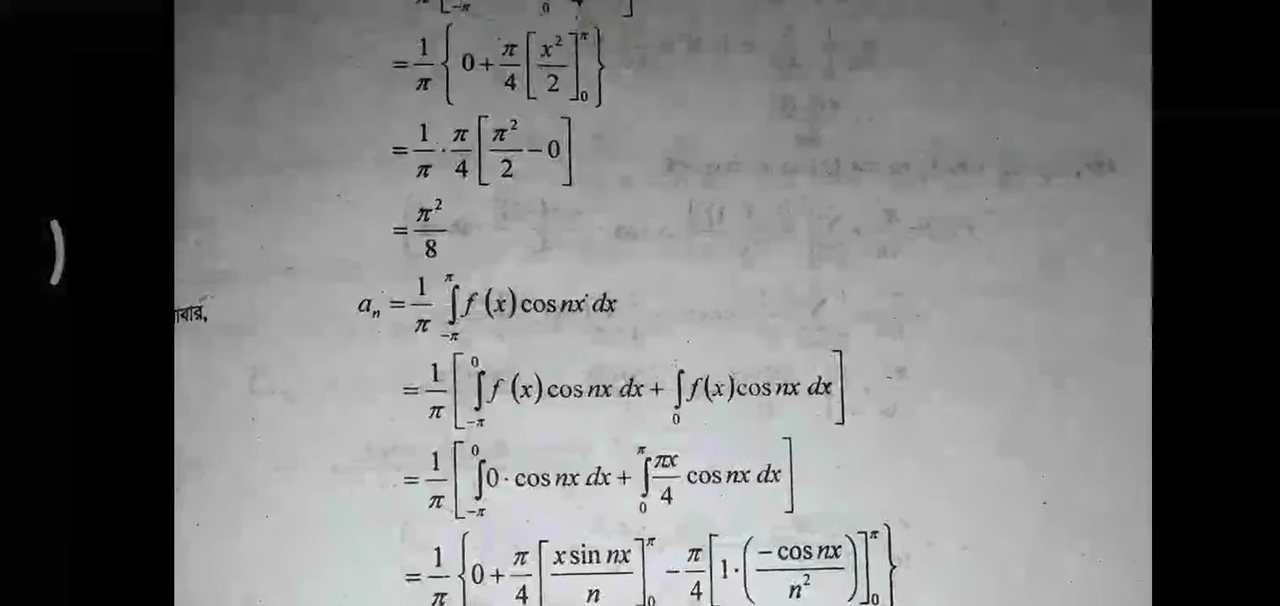 = 1/π { 0 + π/4 [ x²/2 ]₀^π }
= 1/π · π/4 [ π²/2 − 0 ]
= π²/8
aₙ = 1/π ∫_{−π}^{π} f(x) cos nx dx
= 1/π [ ∫_{−π}^{0} f(x) cos nx dx + ∫₀ f(x) cos nx dx ]
= 1/π [ ∫_{−π}^{0} 0 · cos nx dx + ∫₀^π πx/4 cos nx dx ]
= 1/π { 0 + π/4 [ x sin nx / n ]₀^π − π/4 [ 1 · ( −cos nx / n² ) ]₀^π }